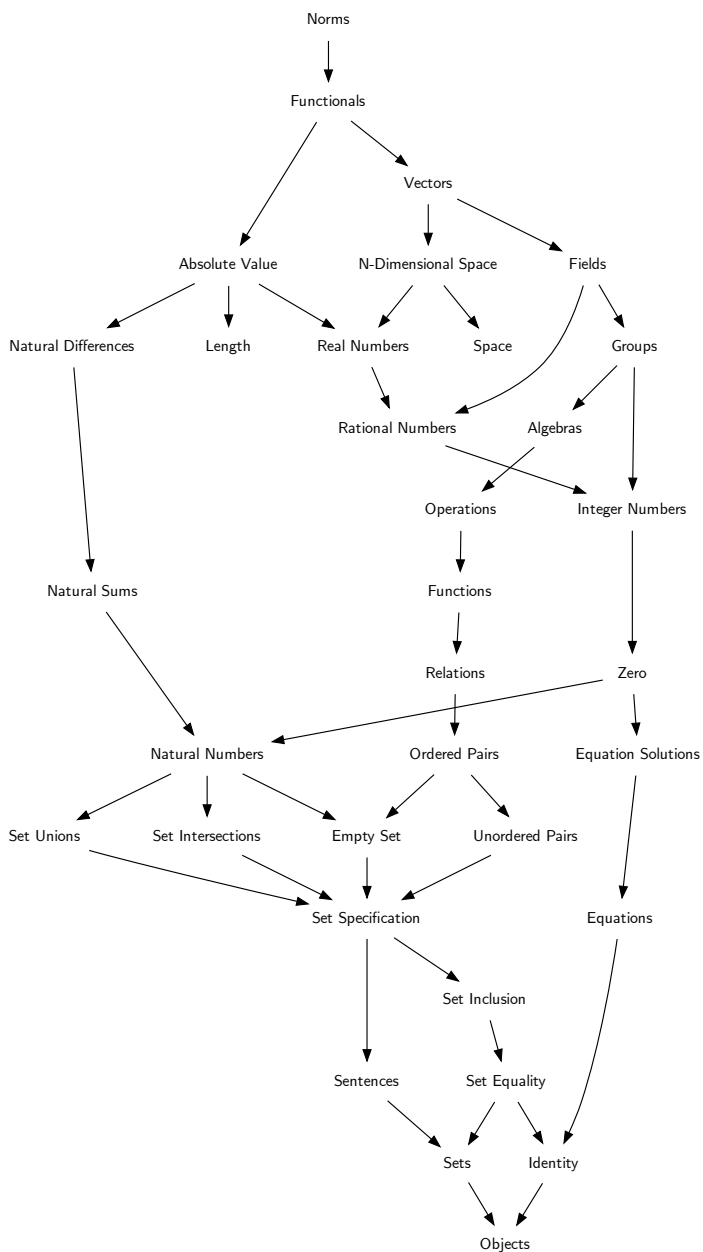 Norms
Functionals
Vectors
Absolute Value
N-Dimensional Space
Fields
Natural Differences
Length
Real Numbers
Space
Groups
Rational Numbers
Algebras
Operations
Integer Numbers
Natural Sums
Functions
Relations
Zero
Natural Numbers
Ordered Pairs
Equation Solutions
Set Unions
Set Intersections
Empty Set
Unordered Pairs
Set Specification
Equations
Set Inclusion
Sentences
Set Equality
Sets
Identity
Objects